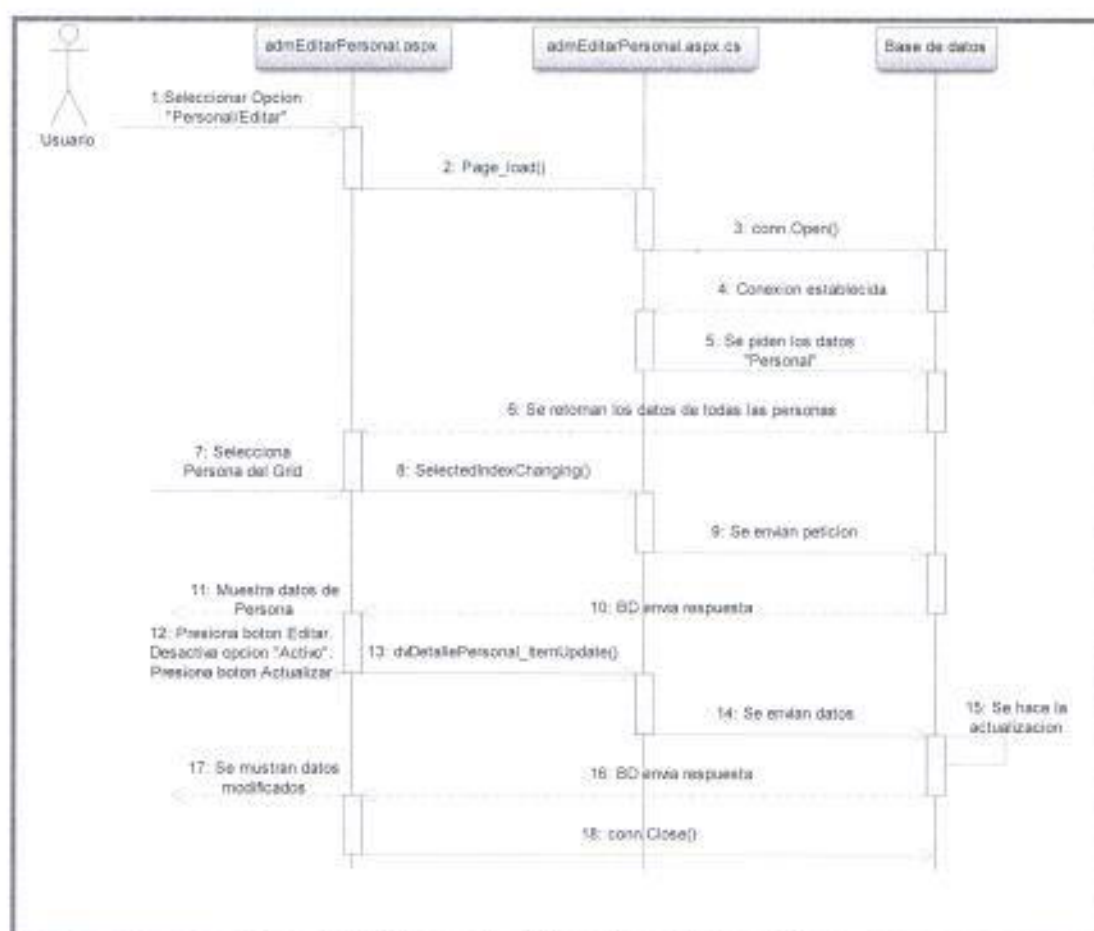 admEditarPersonal.aspx
admEditarPersonal.aspx.cs
Base de datos
Usuario
1:Seleccionar Opcion
"Personal/Editar"
2: Page_load()
3: conn.Open()
4: Conexion establecida
5: Se piden los datos
"Personal"
6: Se retornan los datos de todas las personas
7: Selecciona
Persona del Grid
8: SelectedIndexChanging()
9: Se envian peticion
10: BD envia respuesta
11: Muestra datos de
Persona
12: Presiona boton Editar.
Desactiva opcion "Activo".
Presiona boton Actualizar
13: dvDetallePersonal_ItemUpdate()
14: Se envian datos
15: Se hace la
actualizacion
16: BD envia respuesta
17: Se mustran datos
modificados
18: conn.Close()